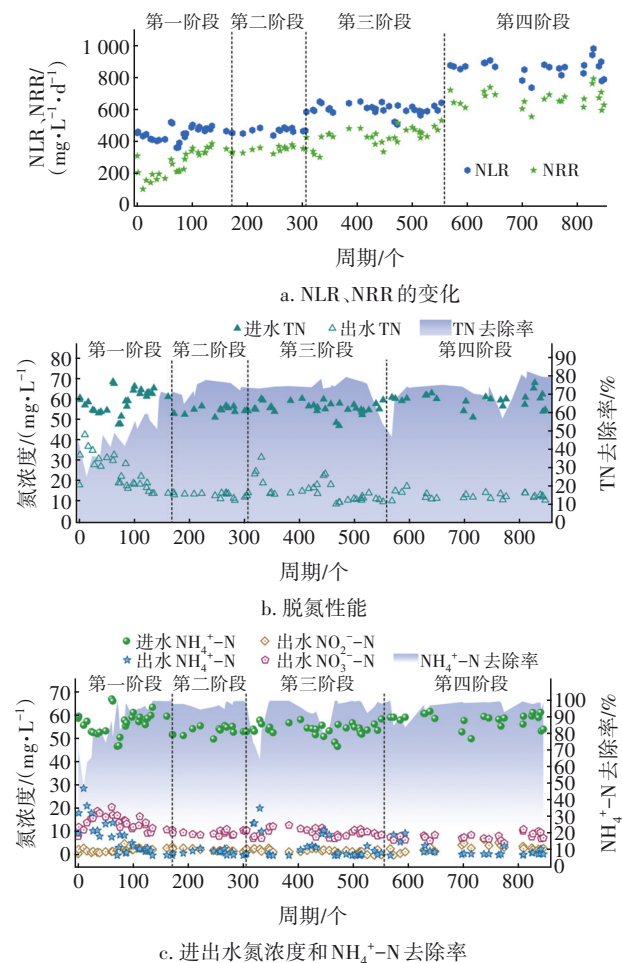 第一阶段 第二阶段 第三阶段 第四阶段
1 000
800
600
400
200
0
NLR、NRR/
(mg·L⁻¹·d⁻¹)
NLR NRR
0 100 200 300 400 500 600 700 800
周期/个
a. NLR、NRR的变化
进水TN 出水TN TN去除率
第一阶段 第二阶段 第三阶段 第四阶段
80
70
60
50
40
30
20
10
0
氮浓度/(mg·L⁻¹)
90
80
70
60
50
40
30
20
10
0
TN去除率/%
0 100 200 300 400 500 600 700 800
周期/个
b. 脱氮性能
进水NH₄⁺-N 出水NO₂⁻-N
出水NH₄⁺-N 出水NO₃⁻-N NH₄⁺-N去除率
第一阶段 第二阶段 第三阶段 第四阶段
70
60
50
40
30
20
10
0
氮浓度/(mg·L⁻¹)
100
90
80
70
60
50
40
30
20
10
0
NH₄⁺-N去除率/%
0 100 200 300 400 500 600 700 800
周期/个
c. 进出水氮浓度和NH₄⁺-N去除率